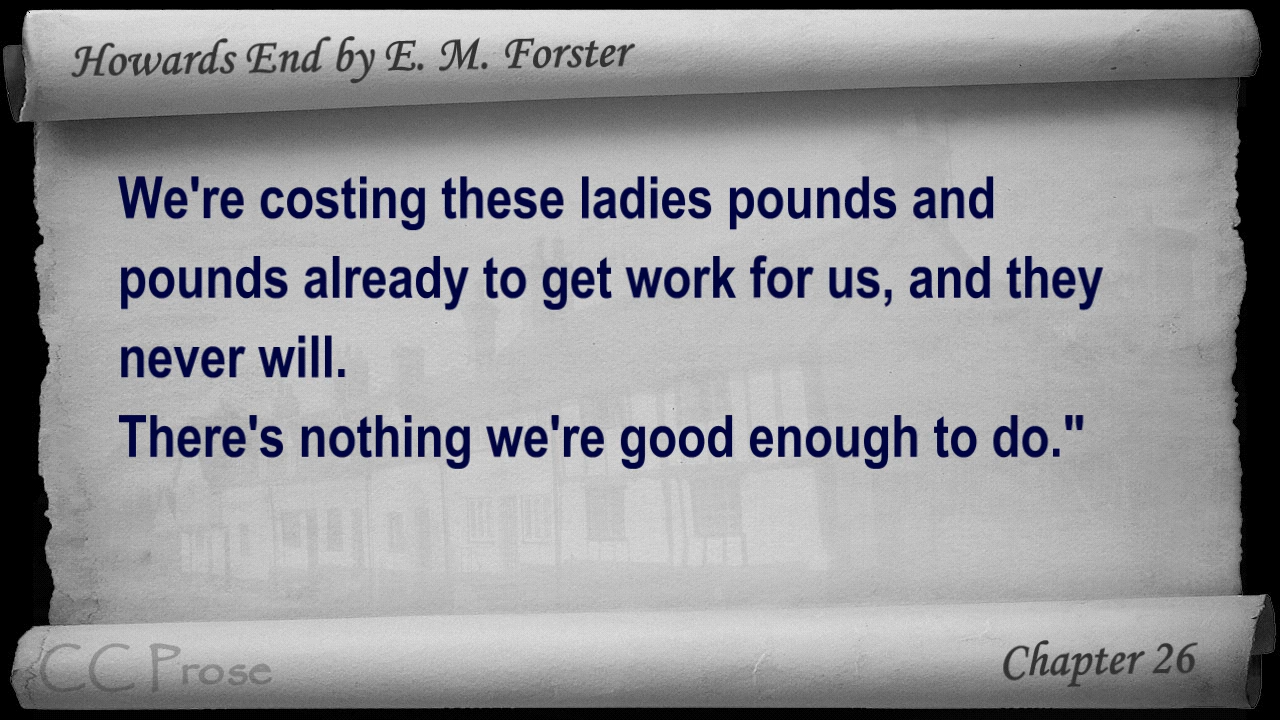 Howards End by E. M. Forster
We're costing these ladies pounds and
pounds already to get work for us, and they
never will.
There's nothing we're good enough to do."
CC Prose
Chapter 26